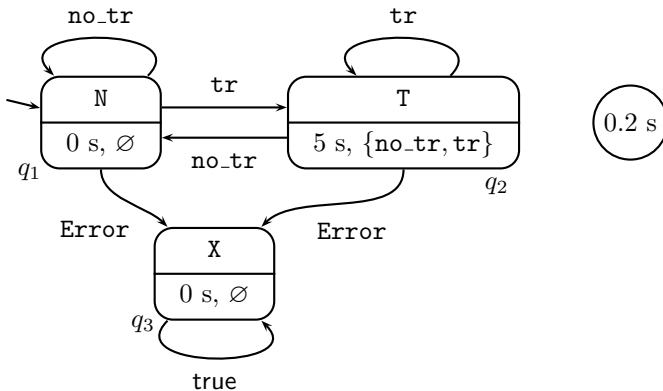 no_tr
tr
tr
N
T
0.2 s
0 s, ∅
5 s, {no_tr, tr}
no_tr
q1
q2
Error
Error
X
0 s, ∅
q3
true